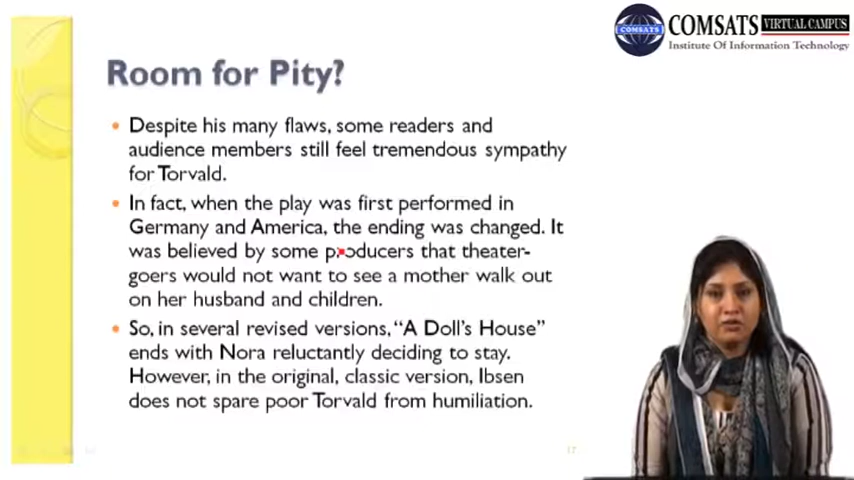 COMSATS VIRTUAL CAMPUS
COMSATS
Institute Of Information Technology
Room for Pity?
• Despite his many flaws, some readers and
audience members still feel tremendous sympathy
for Torvald.
• In fact, when the play was first performed in
Germany and America, the ending was changed. It
was believed by some producers that theater-
goers would not want to see a mother walk out
on her husband and children.
• So, in several revised versions, "A Doll's House"
ends with Nora reluctantly deciding to stay.
However, in the original, classic version, Ibsen
does not spare poor Torvald from humiliation.
17